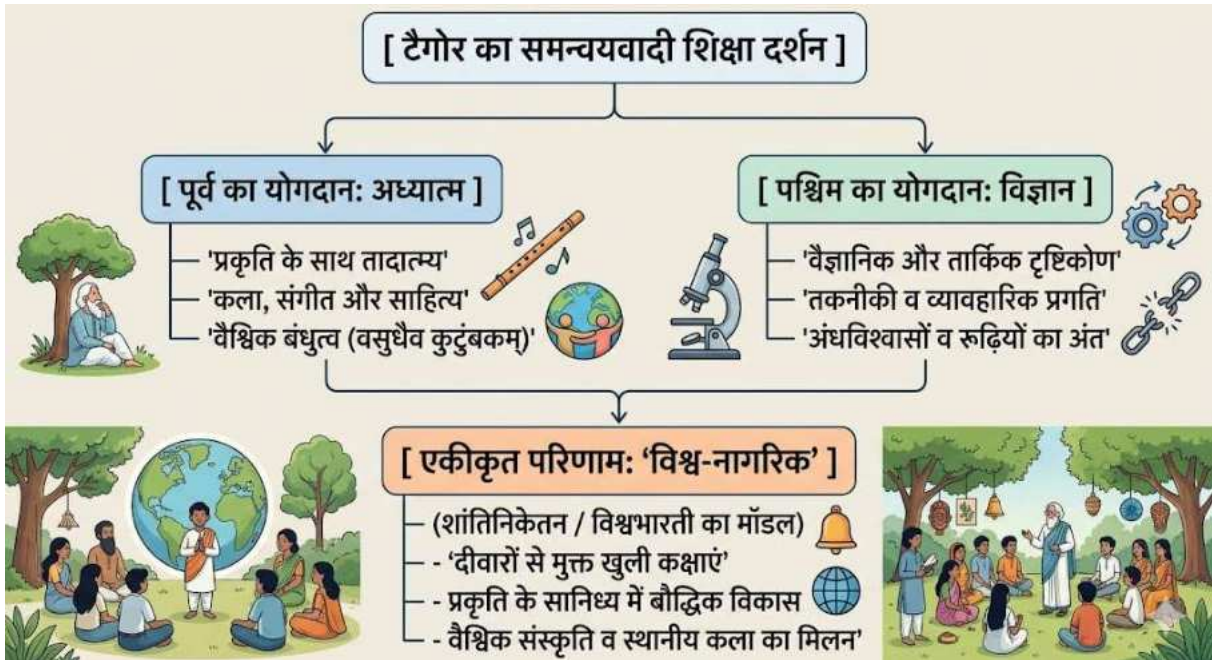 [ टैगोर का समन्वयवादी शिक्षा दर्शन ]
[ पूर्व का योगदान: अध्यात्म ]
'प्रकृति के साथ तादात्म्य'
'कला, संगीत और साहित्य'
'वैश्विक बंधुत्व (वसुधैव कुटुंबकम्)'
[ पश्चिम का योगदान: विज्ञान ]
'वैज्ञानिक और तार्किक टृष्टिकोण'
'तकनीकी व व्यावहारिक प्रगति'
'अंधविश्वासों व रूढ़ियों का अंत'
[ एकीकृत परिणाम: ‘विश्व-नागरिक’ ]
(शांतिनिकेतन / विश्वभारती का मॉडल)
- ‘दीवारों से मुक्त खुली कक्षाएं’
- प्रकृति के सानिध्य में बौद्धिक विकास
- वैश्विक संस्कृति व स्थानीय कला का मिलन’